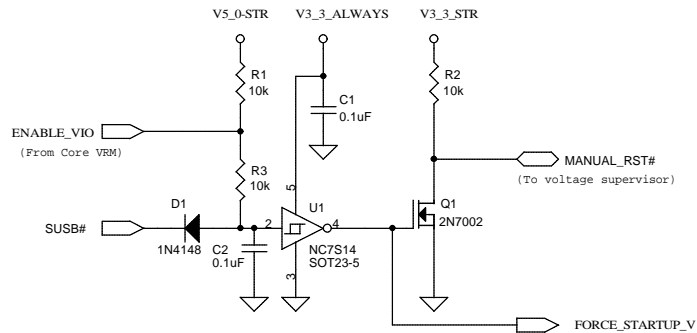 V5_0-STR
V3_3_ALWAYS
V3_3_STR
R1
10k
R2
10k
C1
0.1uF
ENABLE_VIO
(From Core VRM)
MANUAL_RST#
(To voltage supervisor)
R3
10k
D1
5
U1
Q1
SUSB#
2
4
2N7002
1N4148
C2
0.1uF
NC7S14
SOT23-5
3
FORCE_STARTUP_V